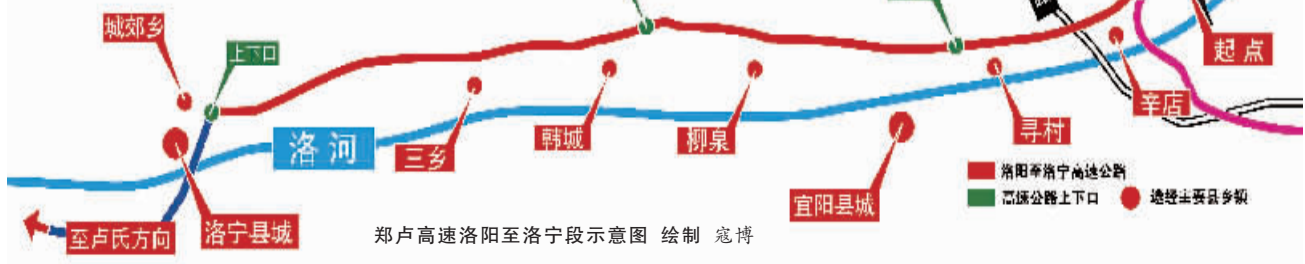 城郊乡
上下口
起点
辛店
洛河
三乡
韩城
柳泉
寻村
洛阳至洛宁高速公路
高速公路上下口
途经主要县乡镇
宜阳县城
至卢氏方向
洛宁县城
郑卢高速洛阳至洛宁段示意图 绘制 寇博